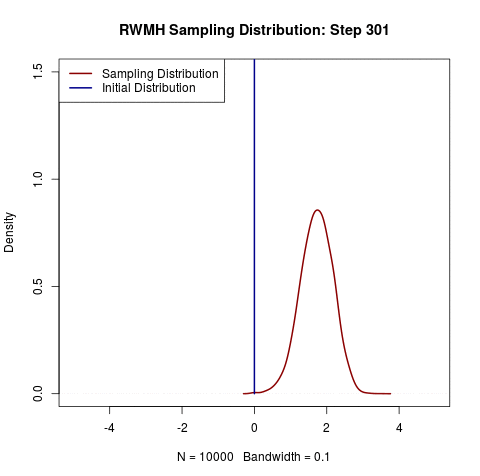 RWMH Sampling Distribution: Step 301
Sampling Distribution
Initial Distribution
Density
1.5
1.0
0.5
0.0
-4 -2 0 2 4
N = 10000 Bandwidth = 0.1